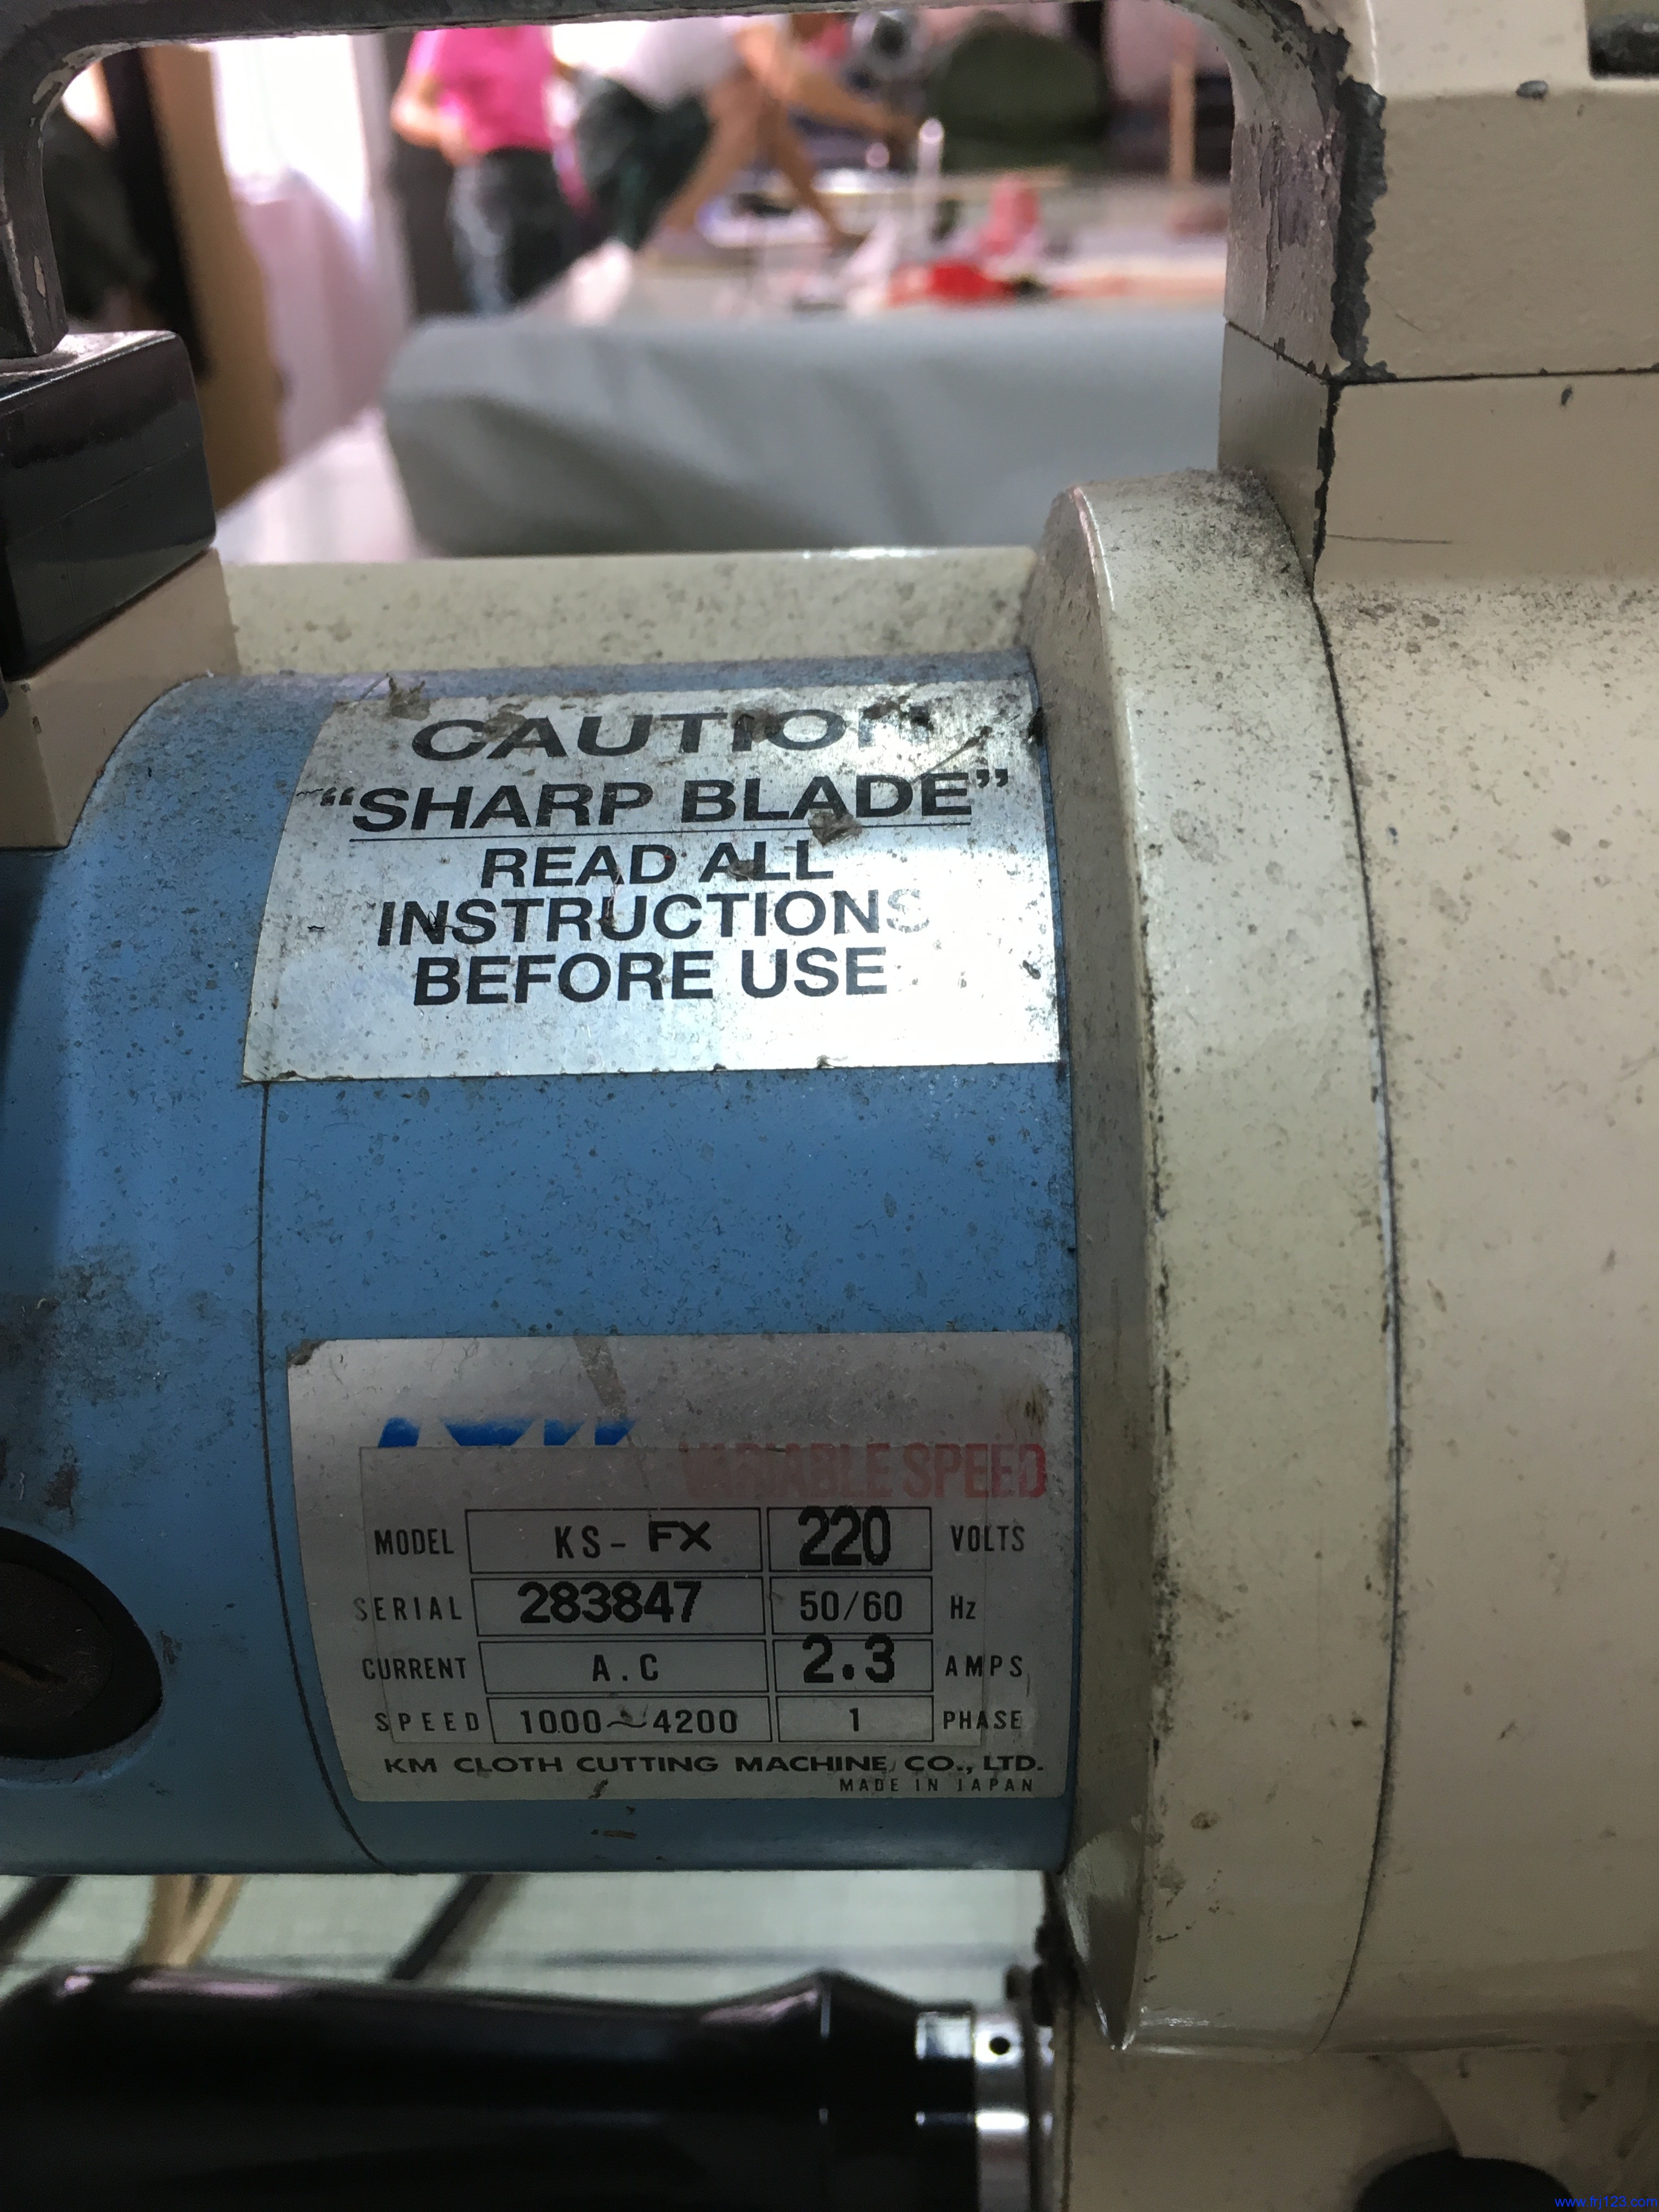 CAUTION
“SHARP BLADE”
READ ALL
INSTRUCTIONS
BEFORE USE
VARIABLE SPEED
MODEL KS-FX 220 VOLTS
SERIAL 283847 50/60 Hz
CURRENT A.C 2.3 AMPS
SPEED 1000～4200 1 PHASE
KM CLOTH CUTTING MACHINE CO., LTD.
MADE IN JAPAN
www.frj123.com